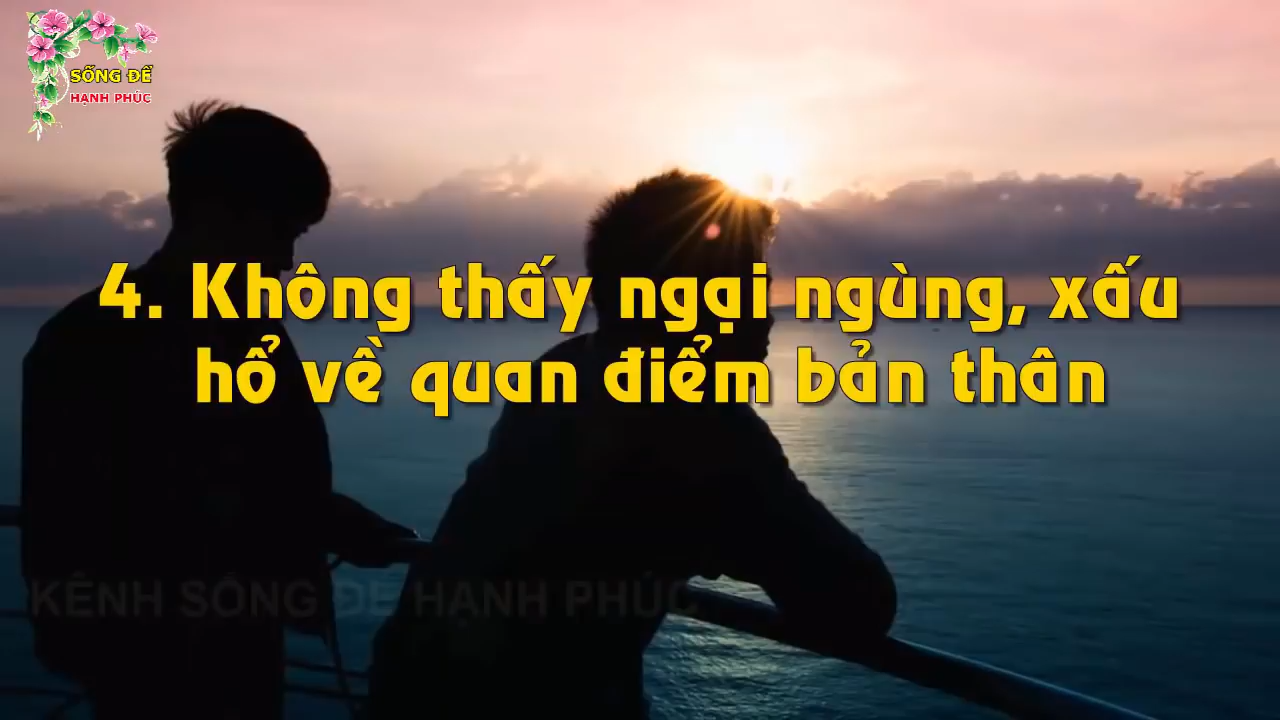 SỐNG ĐỂ
HẠNH PHÚC
4. Không thấy ngại ngùng, xấu
hổ về quan điểm bản thân
KÊNH SỐNG ĐỂ HẠNH PHÚC